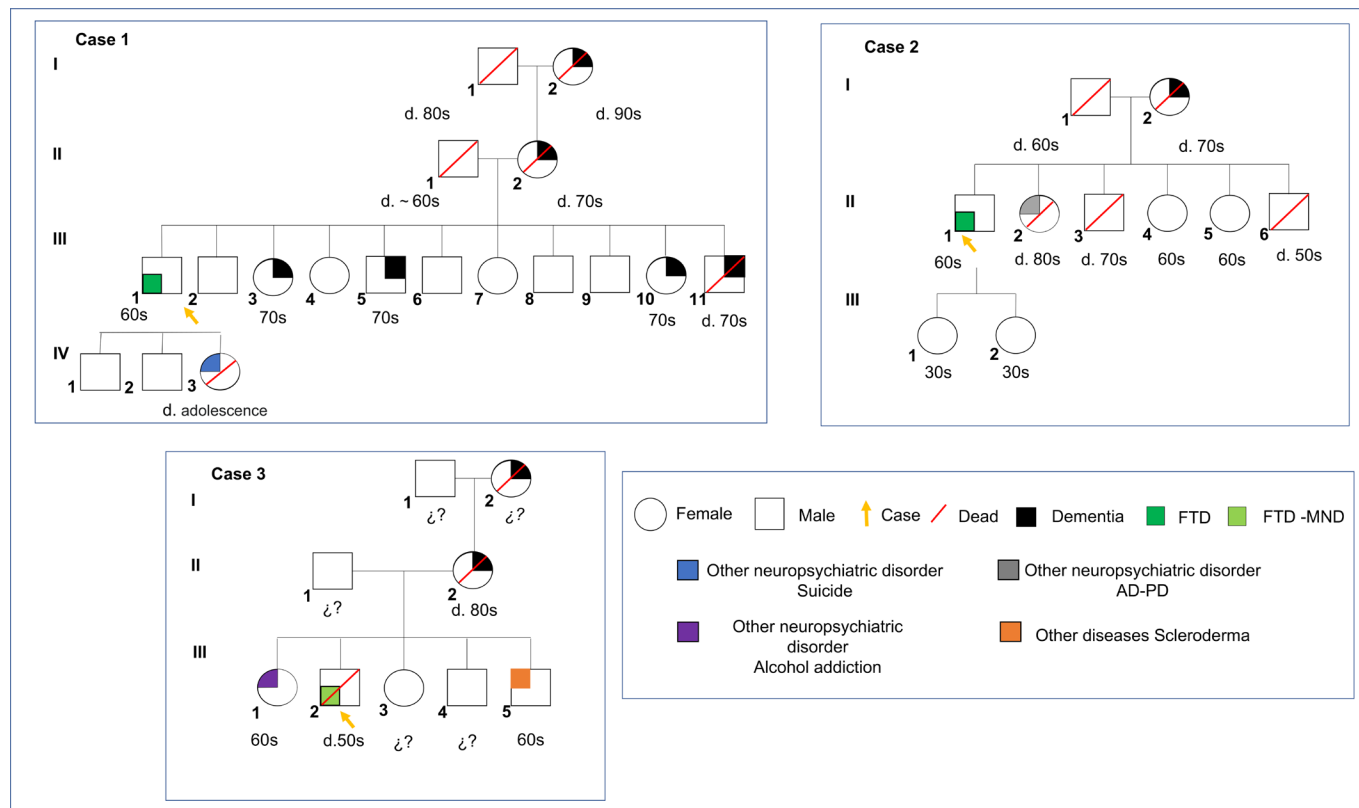 Case 1
I
1
2
d. 80s
d. 90s
II
1
2
d. ~ 60s
d. 70s
III
1
2
3
4
5
6
7
8
9
10
11
60s
70s
70s
70s
d. 70s
IV
1
2
3
d. adolescence
Case 2
I
1
2
d. 60s
d. 70s
II
1
2
3
4
5
6
60s
d. 80s
d. 70s
60s
60s
d. 50s
III
1
2
30s
30s
Case 3
I
1
2
¿?
¿?
II
1
2
¿?
d. 80s
III
1
2
3
4
5
60s
d.50s
¿?
¿?
60s
Female
Male
Case
Dead
Dementia
FTD
FTD -MND
Other neuropsychiatric disorder
Suicide
Other neuropsychiatric disorder
AD-PD
Other neuropsychiatric
disorder
Alcohol addiction
Other diseases Scleroderma